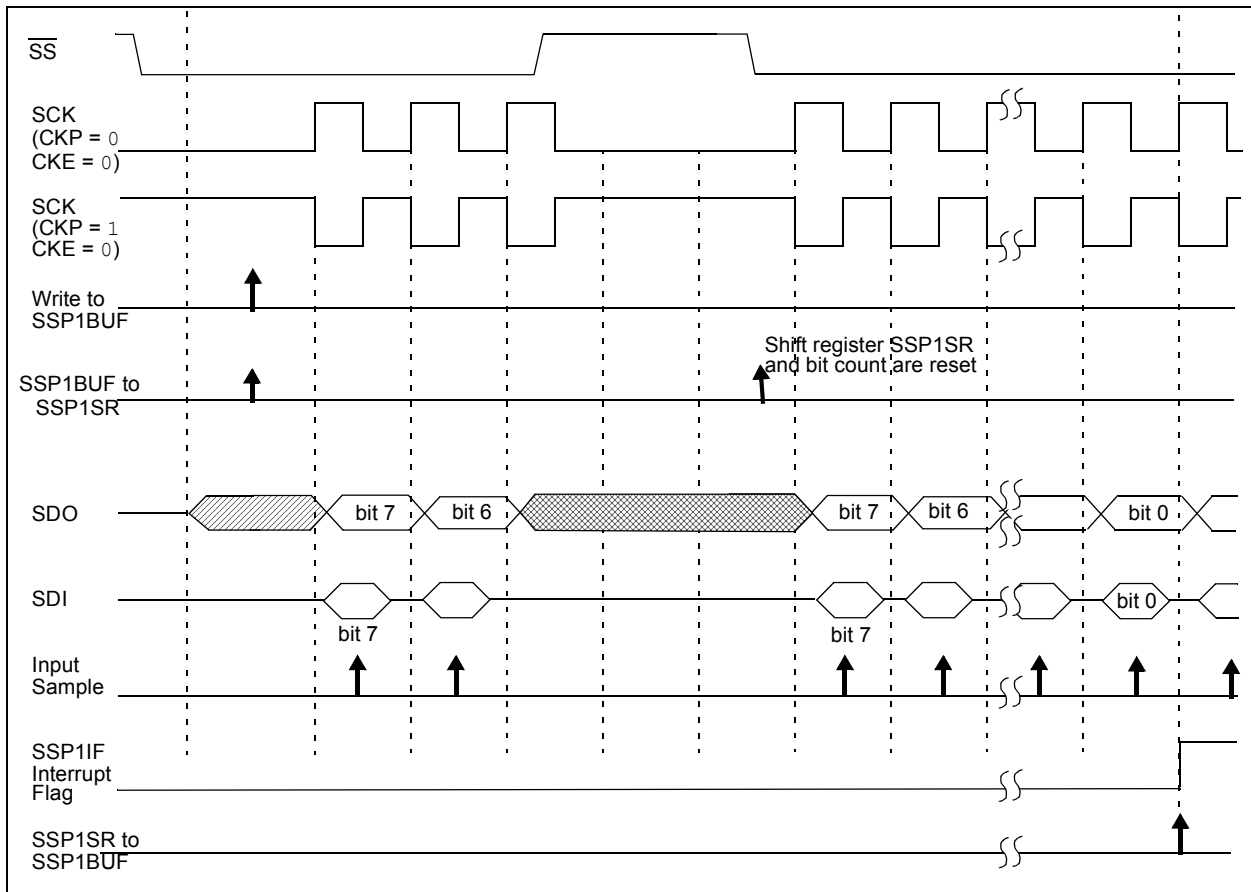 SS
SCK
(CKP = 0
CKE = 0)
SCK
(CKP = 1
CKE = 0)
Write to
SSP1BUF
Shift register SSP1SR
and bit count are reset
SSP1BUF to
SSP1SR
SDO
bit 7
bit 6
bit 7
bit 6
bit 0
SDI
bit 0
bit 7
bit 7
Input
Sample
SSP1IF
Interrupt
Flag
SSP1SR to
SSP1BUF